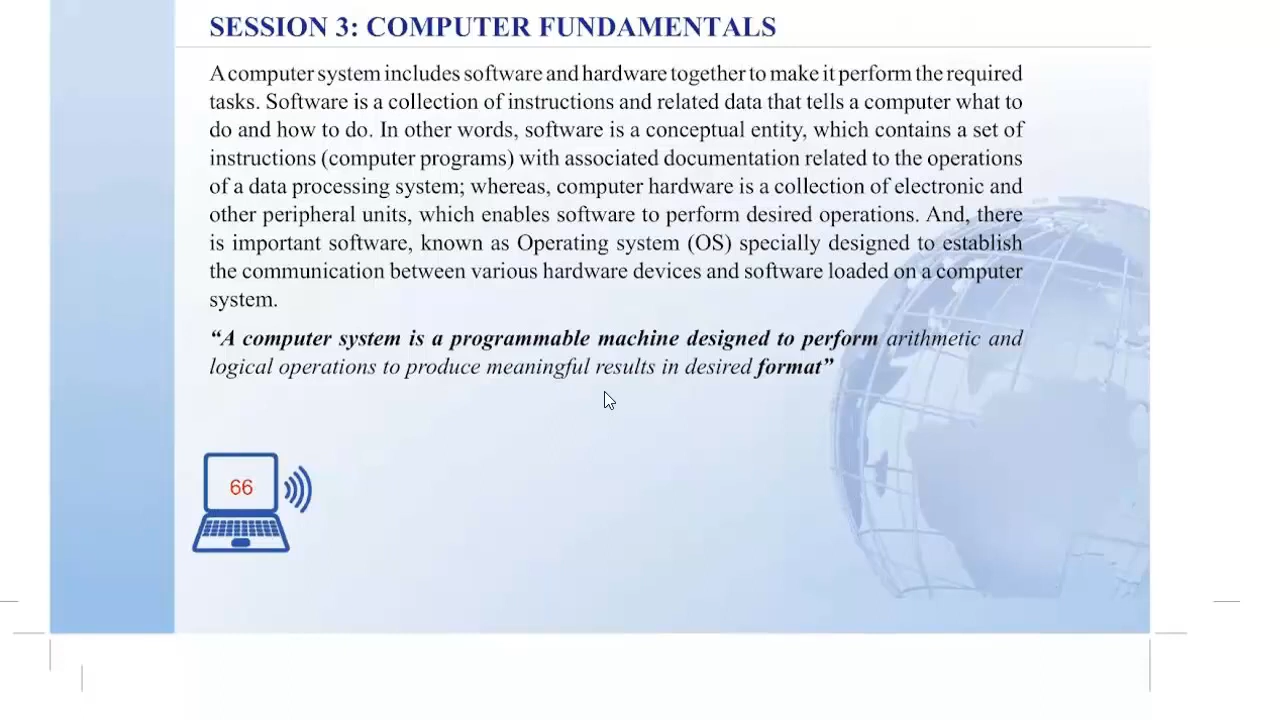 SESSION 3: COMPUTER FUNDAMENTALS
A computer system includes software and hardware together to make it perform the required
tasks. Software is a collection of instructions and related data that tells a computer what to
do and how to do. In other words, software is a conceptual entity, which contains a set of
instructions (computer programs) with associated documentation related to the operations
of a data processing system; whereas, computer hardware is a collection of electronic and
other peripheral units, which enables software to perform desired operations. And, there
is important software, known as Operating system (OS) specially designed to establish
the communication between various hardware devices and software loaded on a computer
system.
“A computer system is a programmable machine designed to perform arithmetic and
logical operations to produce meaningful results in desired format”
66